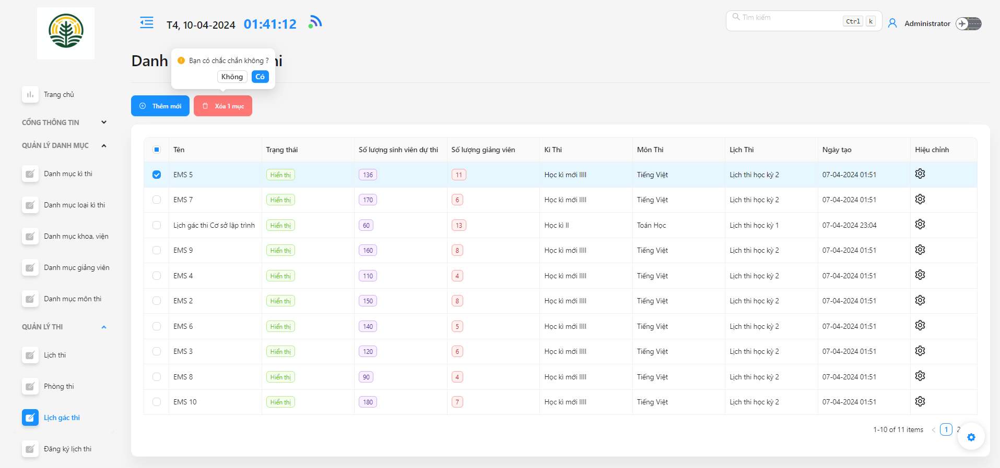 T4, 10-04-2024 01:41:12
Tìm kiếm Ctrl k
Administrator
Danh
Bạn có chắc chắn không ?
Không Có
Thêm mới
Xóa 1 mục
Trang chủ
CỔNG THÔNG TIN
QUẢN LÝ DANH MỤC
Danh mục kì thi
Danh mục loại kì thi
Danh mục khoa, viện
Danh mục giảng viên
Danh mục môn thi
QUẢN LÝ THI
Lịch thi
Phòng thi
Lịch gác thi
Đăng ký lịch thi
Tên Trạng thái Số lượng sinh viên dự thi Số lượng giảng viên Kì Thi Môn Thi Lịch Thi Ngày tạo Hiệu chỉnh
EMS 5 Hiển thị 136 11 Học kì mới IIII Tiếng Việt Lịch thi học kỳ 2 07-04-2024 01:51
EMS 7 Hiển thị 170 6 Học kì mới IIII Tiếng Việt Lịch thi học kỳ 2 07-04-2024 01:51
Lịch gác thi Cơ sở lập trình Hiển thị 60 13 Học kì II Toán Học Lịch thi học kỳ 1 07-04-2024 23:04
EMS 9 Hiển thị 160 8 Học kì mới IIII Tiếng Việt Lịch thi học kỳ 2 07-04-2024 01:51
EMS 4 Hiển thị 110 4 Học kì mới IIII Tiếng Việt Lịch thi học kỳ 2 07-04-2024 01:51
EMS 2 Hiển thị 150 8 Học kì mới IIII Tiếng Việt Lịch thi học kỳ 2 07-04-2024 01:51
EMS 6 Hiển thị 140 5 Học kì mới IIII Tiếng Việt Lịch thi học kỳ 2 07-04-2024 01:51
EMS 3 Hiển thị 120 6 Học kì mới IIII Tiếng Việt Lịch thi học kỳ 2 07-04-2024 01:51
EMS 8 Hiển thị 90 4 Học kì mới IIII Tiếng Việt Lịch thi học kỳ 2 07-04-2024 01:51
EMS 10 Hiển thị 180 7 Học kì mới IIII Tiếng Việt Lịch thi học kỳ 2 07-04-2024 01:51
1-10 of 11 items < 1 2